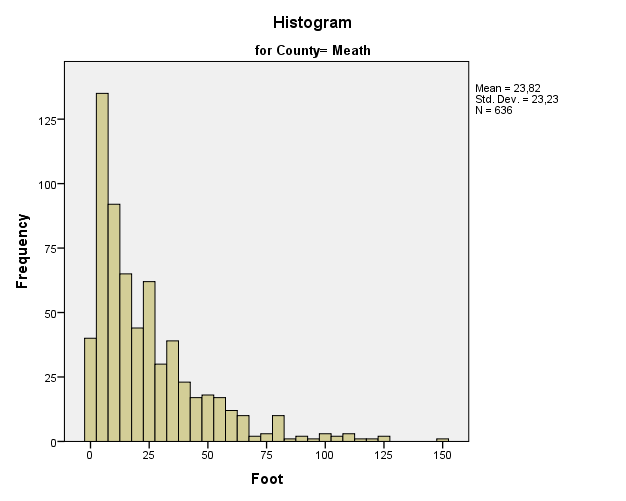 Histogram
for County= Meath
Mean = 23,82
Std. Dev. = 23,23
N = 636
Frequency
125
100
75
50
25
0
0 25 50 75 100 125 150
Foot